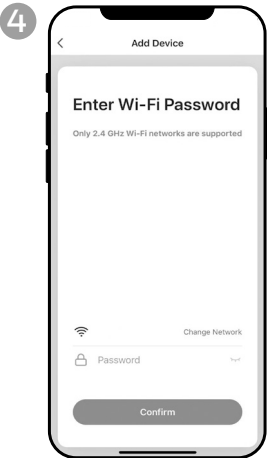 4
Add Device
Enter Wi-Fi Password
Only 2.4 GHz Wi-Fi networks are supported
Change Network
Password
Confirm